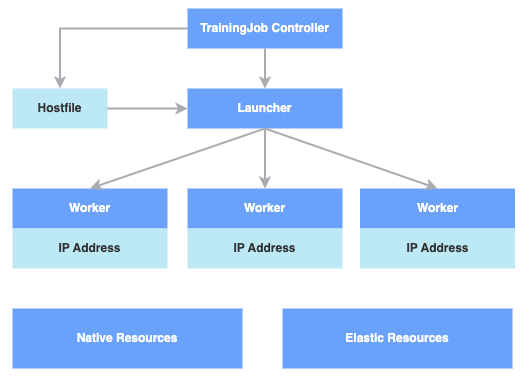 TrainingJob Controller
Hostfile
Launcher
Worker
Worker
Worker
IP Address
IP Address
IP Address
Native Resources
Elastic Resources